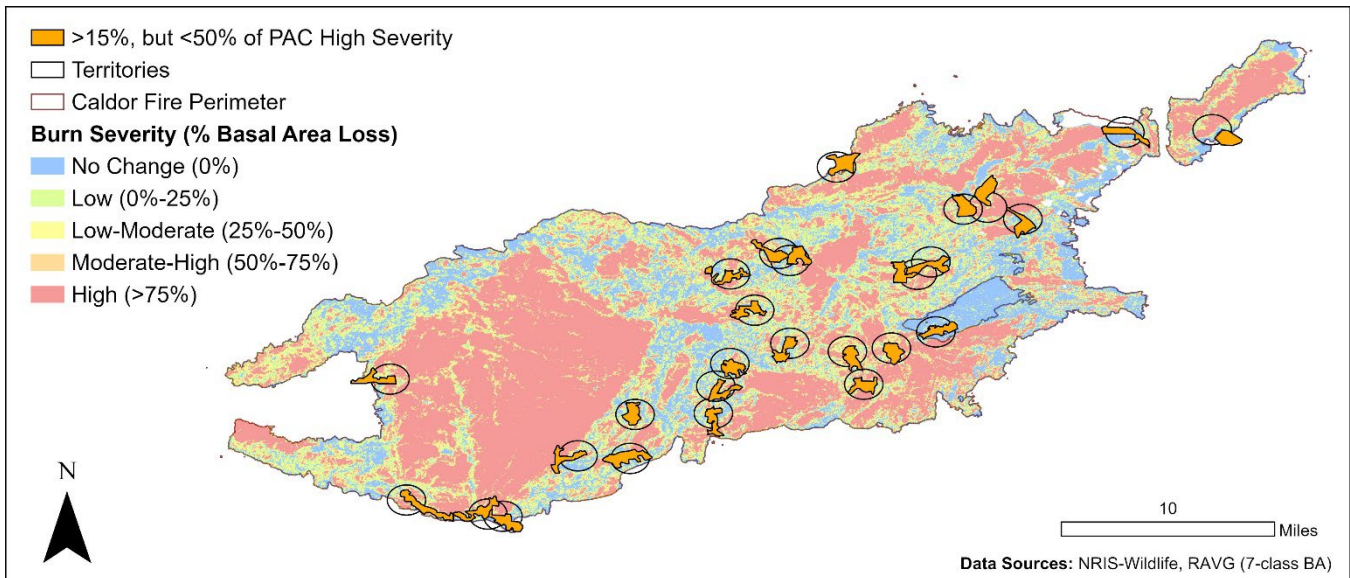 >15%, but <50% of PAC High Severity
Territories
Caldor Fire Perimeter
Burn Severity (% Basal Area Loss)
No Change (0%)
Low (0%-25%)
Low-Moderate (25%-50%)
Moderate-High (50%-75%)
High (>75%)
N
10
Miles
Data Sources: NRIS-Wildlife, RAVG (7-class BA)